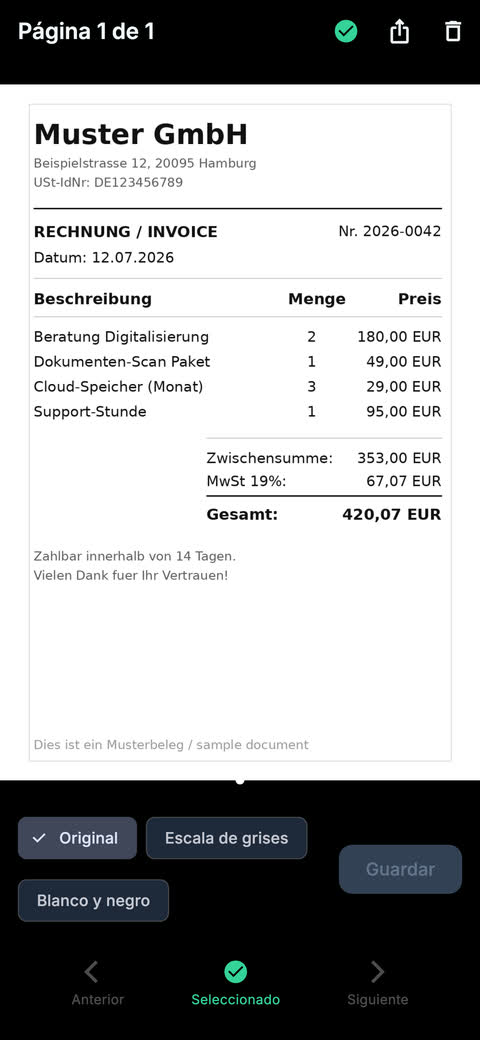 Página 1 de 1
Muster GmbH
Beispielstrasse 12, 20095 Hamburg
USt-IdNr: DE123456789
RECHNUNG / INVOICE Nr. 2026-0042
Datum: 12.07.2026
Beschreibung Menge Preis
Beratung Digitalisierung 2 180,00 EUR
Dokumenten-Scan Paket 1 49,00 EUR
Cloud-Speicher (Monat) 3 29,00 EUR
Support-Stunde 1 95,00 EUR
Zwischensumme: 353,00 EUR
MwSt 19%: 67,07 EUR
Gesamt: 420,07 EUR
Zahlbar innerhalb von 14 Tagen.
Vielen Dank fuer Ihr Vertrauen!
Dies ist ein Musterbeleg / sample document
Original Escala de grises
Guardar
Blanco y negro
Anterior Seleccionado Siguiente